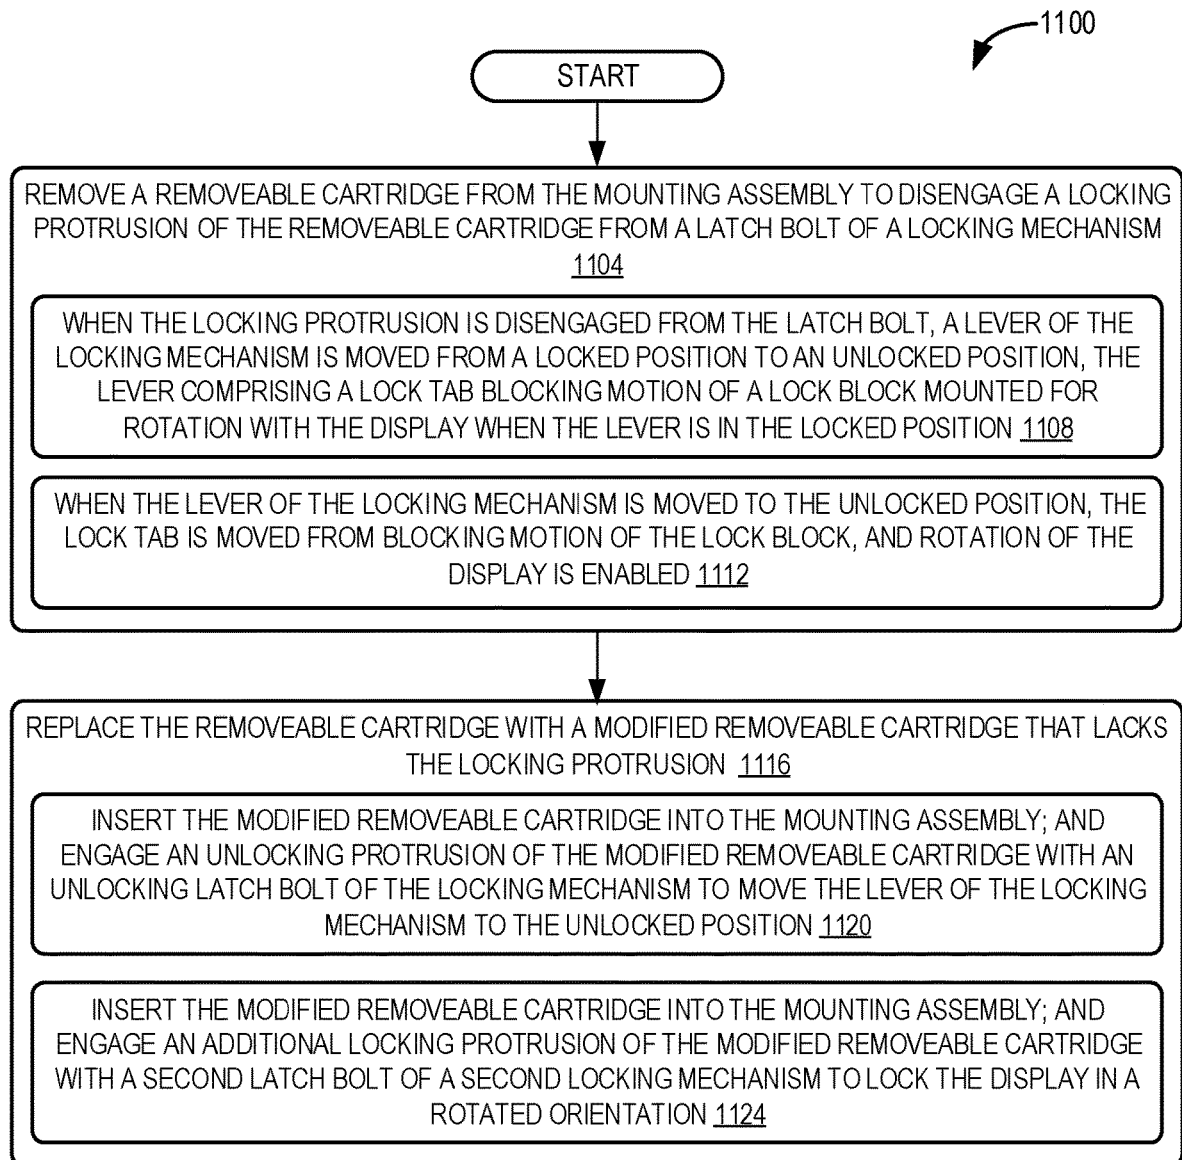 1100
START
REMOVE A REMOVEABLE CARTRIDGE FROM THE MOUNTING ASSEMBLY TO DISENGAGE A LOCKING
PROTRUSION OF THE REMOVEABLE CARTRIDGE FROM A LATCH BOLT OF A LOCKING MECHANISM
1104
WHEN THE LOCKING PROTRUSION IS DISENGAGED FROM THE LATCH BOLT, A LEVER OF THE
LOCKING MECHANISM IS MOVED FROM A LOCKED POSITION TO AN UNLOCKED POSITION, THE
LEVER COMPRISING A LOCK TAB BLOCKING MOTION OF A LOCK BLOCK MOUNTED FOR
ROTATION WITH THE DISPLAY WHEN THE LEVER IS IN THE LOCKED POSITION 1108
WHEN THE LEVER OF THE LOCKING MECHANISM IS MOVED TO THE UNLOCKED POSITION, THE
LOCK TAB IS MOVED FROM BLOCKING MOTION OF THE LOCK BLOCK, AND ROTATION OF THE
DISPLAY IS ENABLED 1112
REPLACE THE REMOVEABLE CARTRIDGE WITH A MODIFIED REMOVEABLE CARTRIDGE THAT LACKS
THE LOCKING PROTRUSION 1116
INSERT THE MODIFIED REMOVEABLE CARTRIDGE INTO THE MOUNTING ASSEMBLY; AND
ENGAGE AN UNLOCKING PROTRUSION OF THE MODIFIED REMOVEABLE CARTRIDGE WITH AN
UNLOCKING LATCH BOLT OF THE LOCKING MECHANISM TO MOVE THE LEVER OF THE LOCKING
MECHANISM TO THE UNLOCKED POSITION 1120
INSERT THE MODIFIED REMOVEABLE CARTRIDGE INTO THE MOUNTING ASSEMBLY; AND
ENGAGE AN ADDITIONAL LOCKING PROTRUSION OF THE MODIFIED REMOVEABLE CARTRIDGE
WITH A SECOND LATCH BOLT OF A SECOND LOCKING MECHANISM TO LOCK THE DISPLAY IN A
ROTATED ORIENTATION 1124